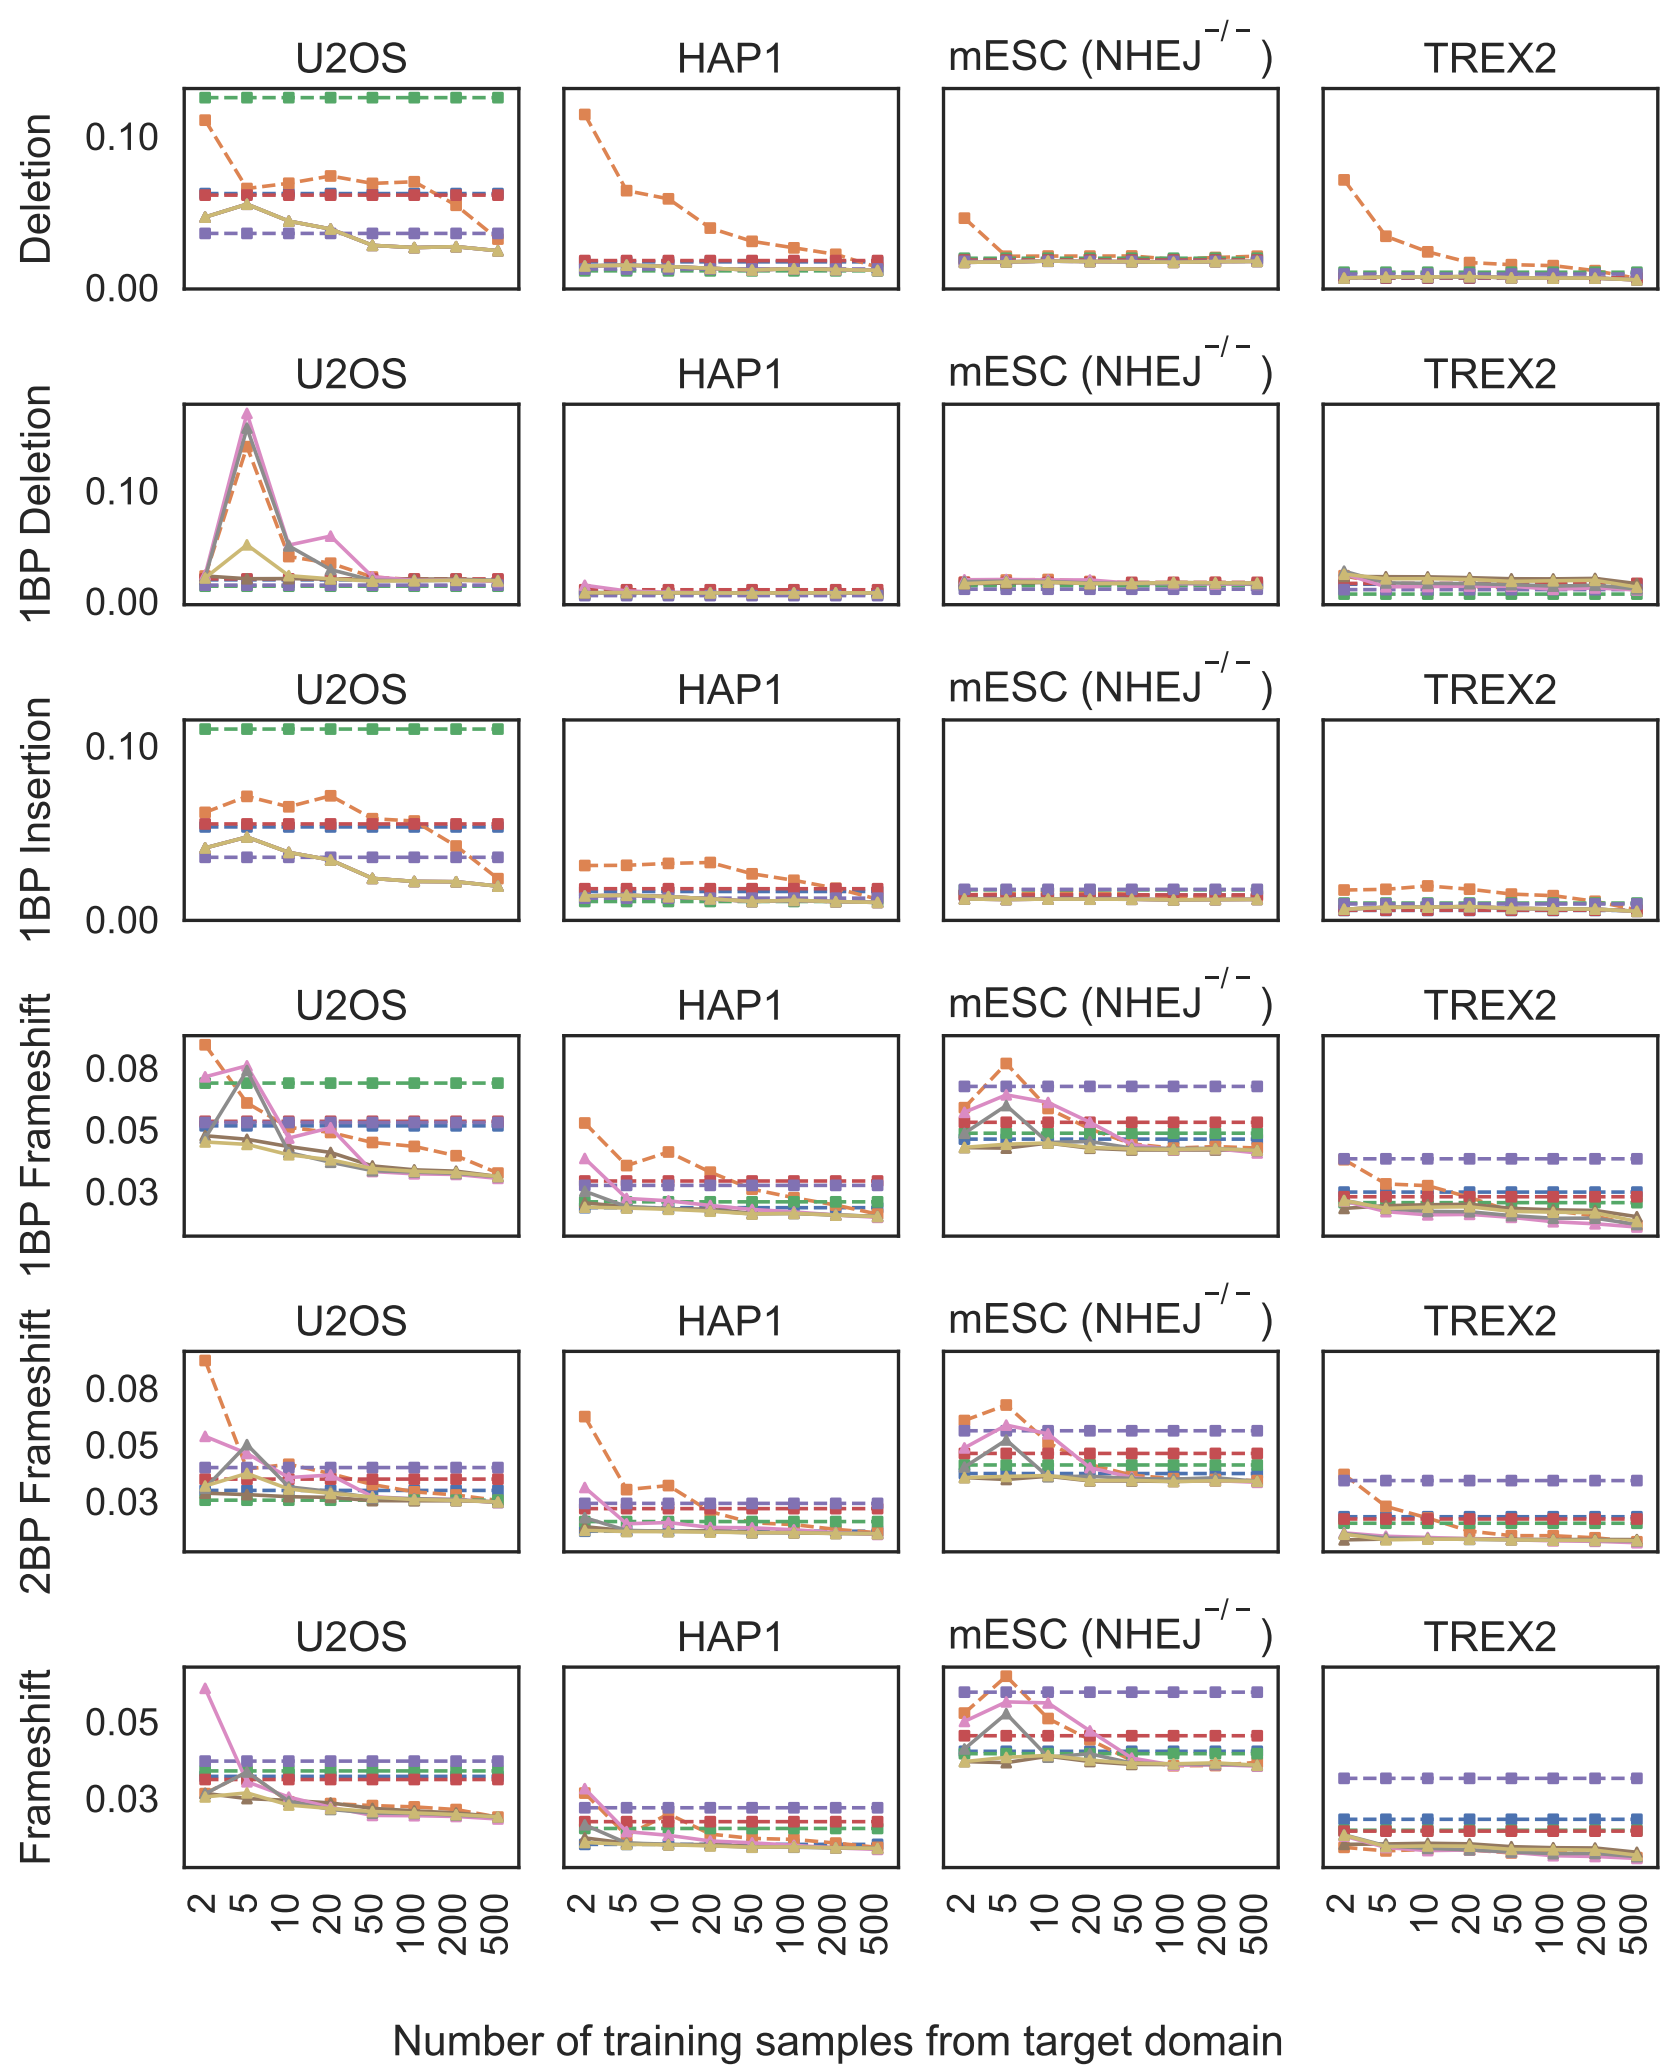 U2OS HAP1 mESC (NHEJ−/−) TREX2
Deletion
0.10
0.00
U2OS HAP1 mESC (NHEJ−/−) TREX2
1BP Deletion
0.10
0.00
U2OS HAP1 mESC (NHEJ−/−) TREX2
1BP Insertion
0.10
0.00
U2OS HAP1 mESC (NHEJ−/−) TREX2
1BP Frameshift
0.08
0.05
0.03
U2OS HAP1 mESC (NHEJ−/−) TREX2
2BP Frameshift
0.08
0.05
0.03
U2OS HAP1 mESC (NHEJ−/−) TREX2
Frameshift
0.05
0.03
2 5 10 20 50 100 200 500 2 5 10 20 50 100 200 500 2 5 10 20 50 100 200 500 2 5 10 20 50 100 200 500
Number of training samples from target domain